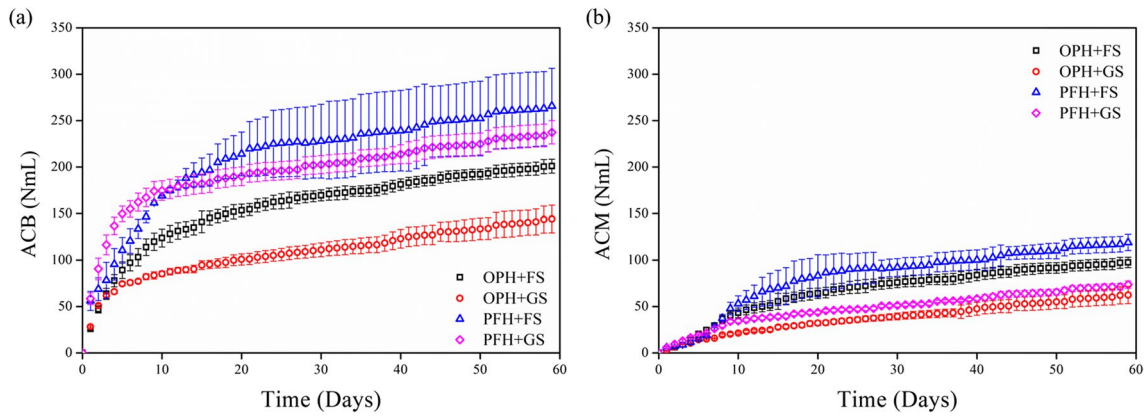 (a)
350
300
250
200
150
100
50
0
ACB (NmL)
OPH+FS
OPH+GS
PFH+FS
PFH+GS
0 10 20 30 40 50 60
Time (Days)
(b)
350
300
250
200
150
100
50
0
ACM (NmL)
OPH+FS
OPH+GS
PFH+FS
PFH+GS
0 10 20 30 40 50 60
Time (Days)